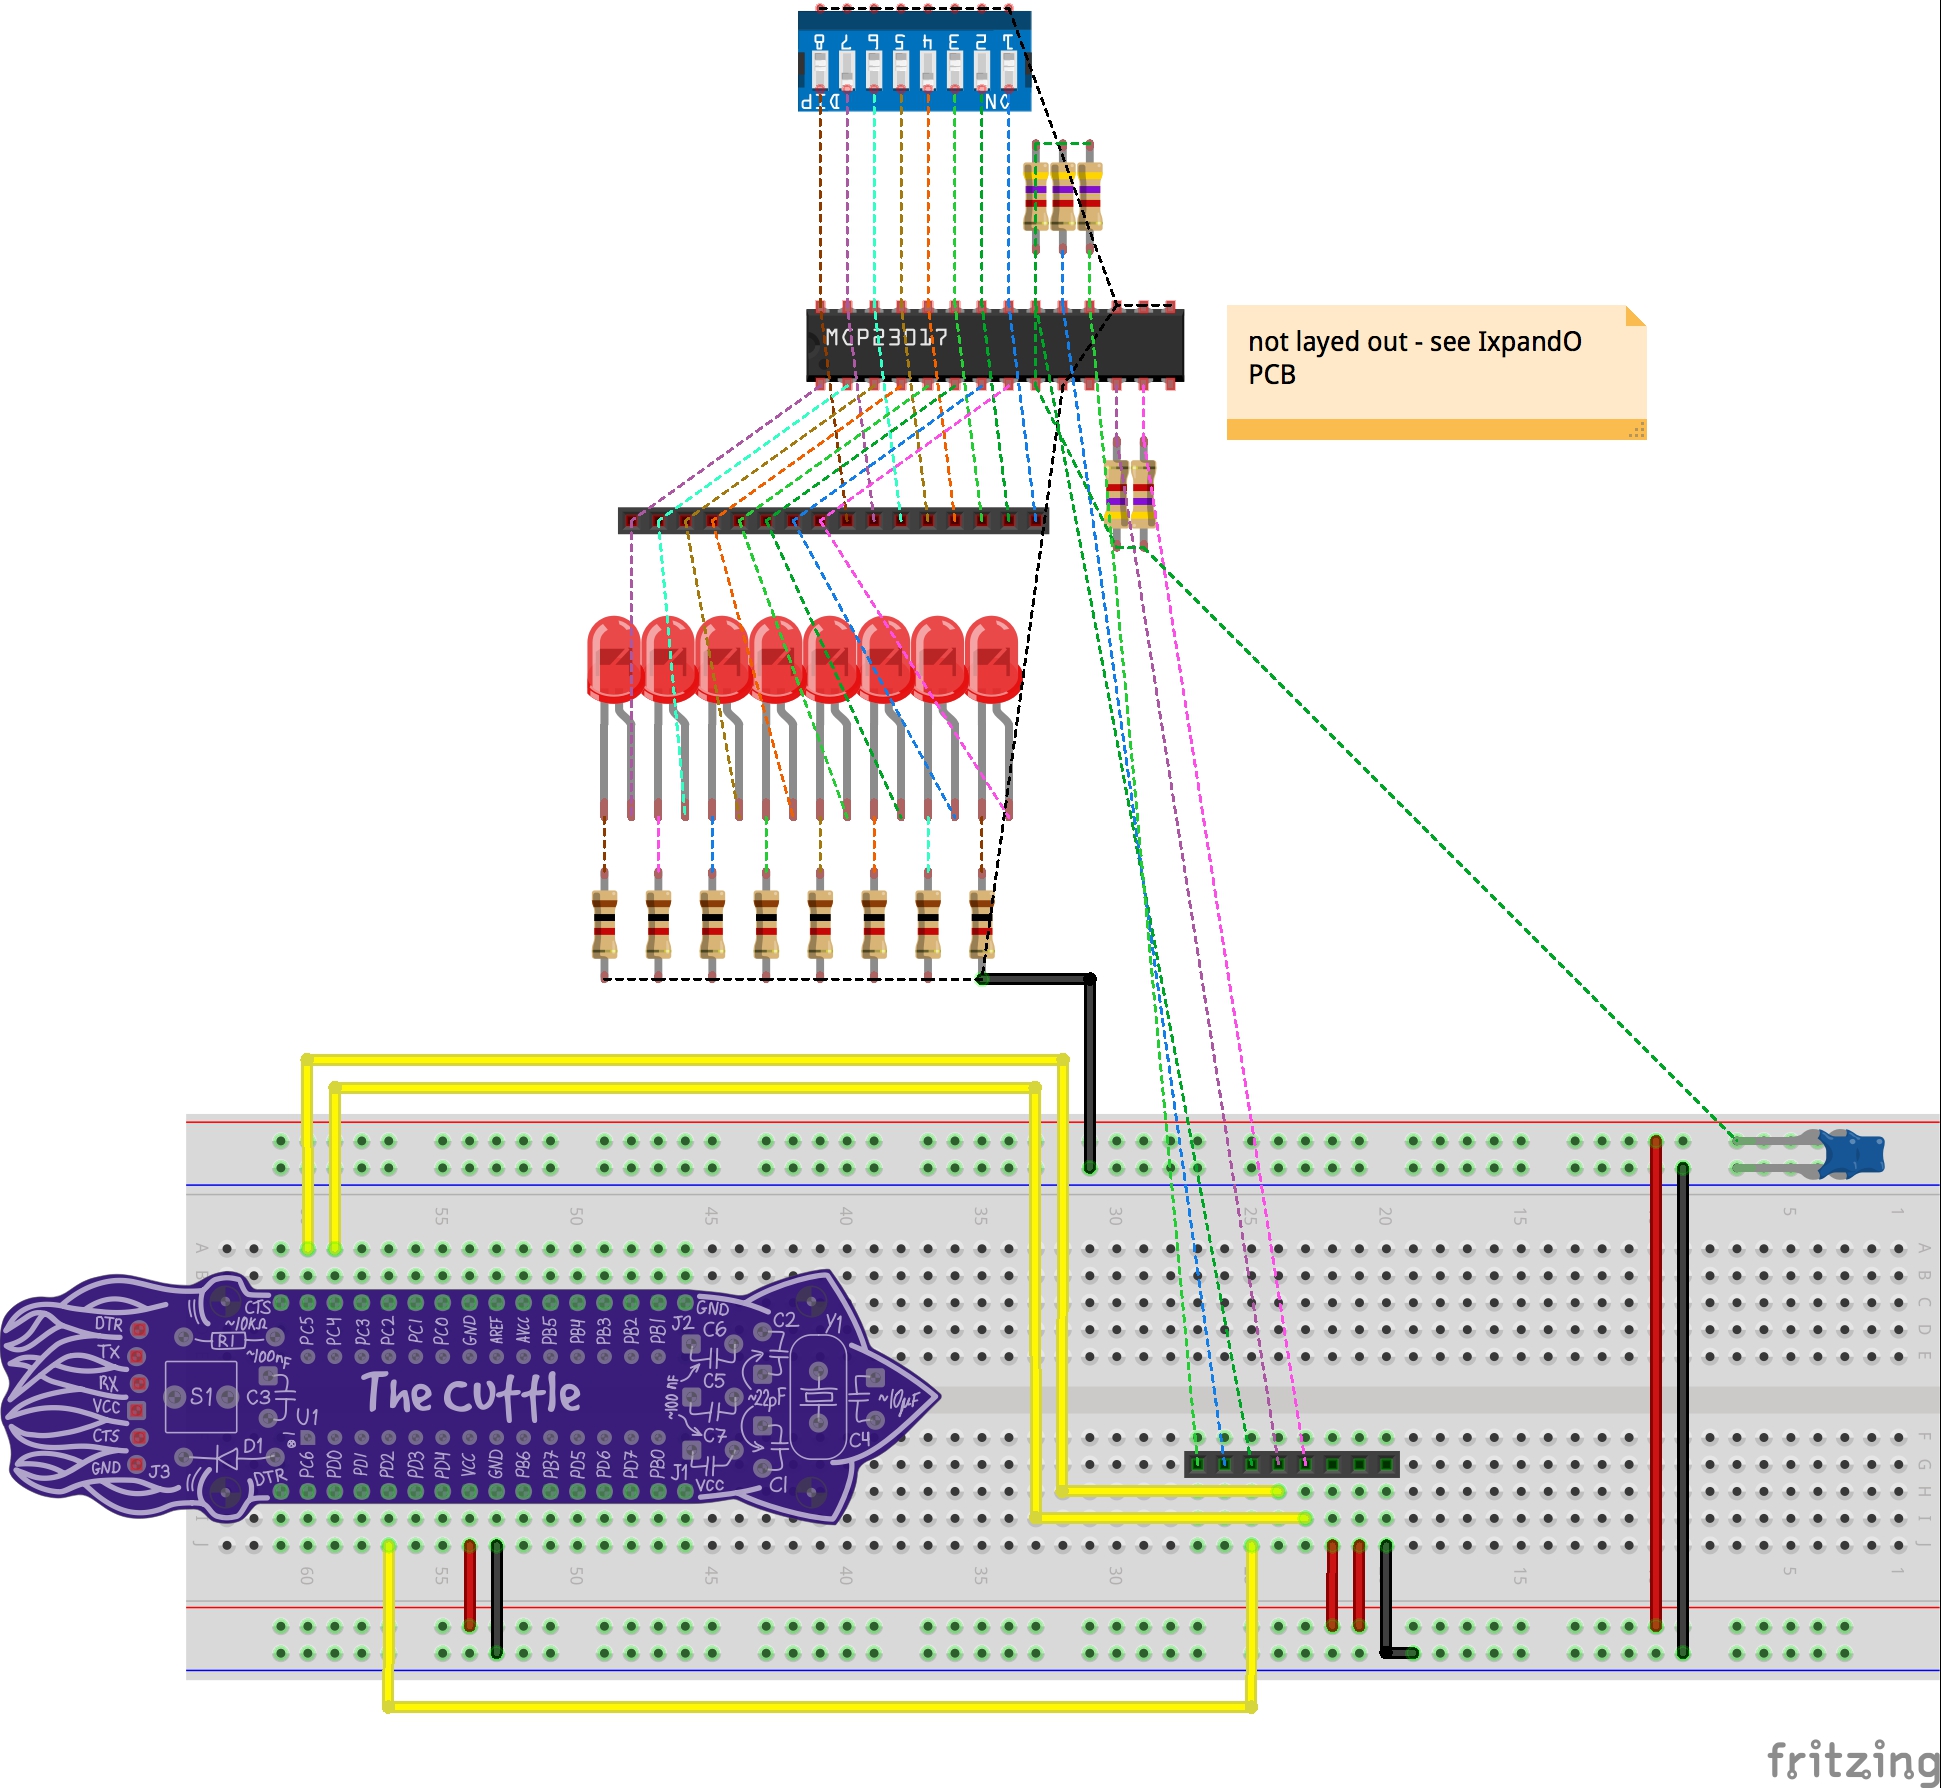 8 7 6 5 4 3 2 1
DIP
ON
MCP23017
not layed out - see IxpandO
PCB
55 50 45 40 35 30 25 20 15 5 1
A A
B B
C
D
E
CTS
~10KΩ
R1
DTR
TX
RX
VCC
CTS
GND
J3
~100nF
S1
C3
U1
D1
DTR
PC5 PC4 PC3 PC2 PC1 PC0 GND AREF AVCC PB5 PB4 PB3 PB2 PB1 GND
The cuttle
PC6 PD0 PD1 PD2 PD3 PD4 VCC GND PB6 PB7 PD5 PD6 PD7 PB0 VCC
J2
C6
C2
Y1
~100 nF
C5
~22pF
~10µF
C7
C4
J1
C1
F
G
H
I I
J J
60 55 50 45 40 35 30 15 5 1
fritzing